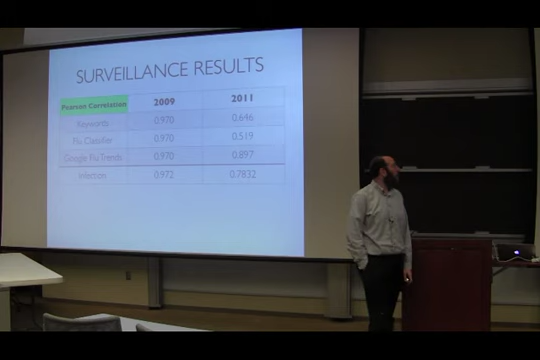 SURVEILLANCE RESULTS
Pearson Correlation 2009 2011
Keywords 0.970 0.646
Flu Classifier 0.970 0.519
Google Flu Trends 0.970 0.897
Infection 0.972 0.7832